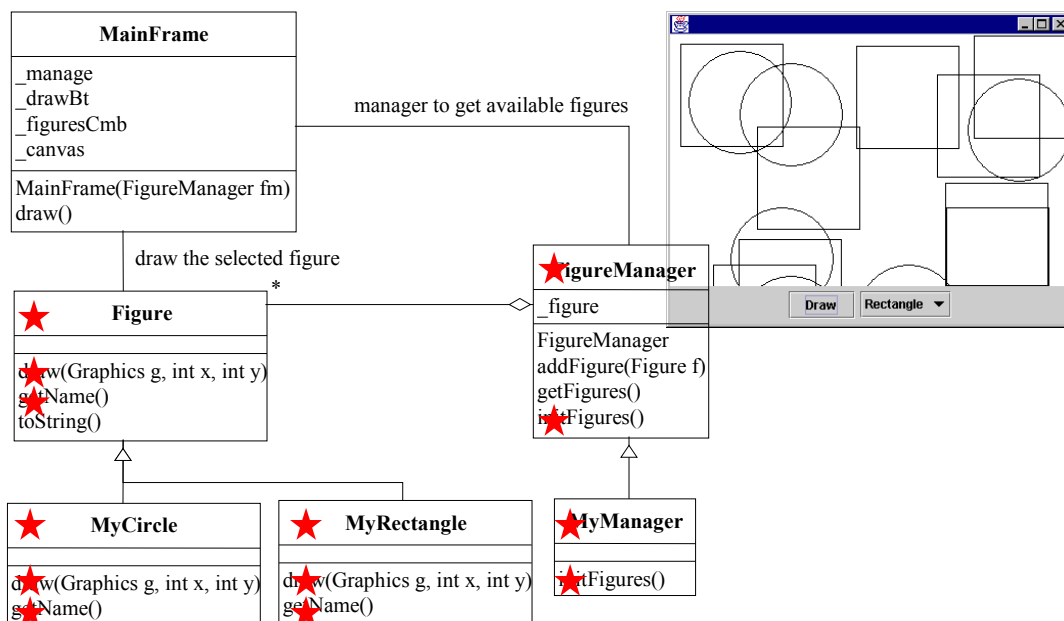 MainFrame
_manage
_drawBt
_figuresCmb
_canvas
MainFrame(FigureManager fm)
draw()
manager to get available figures
draw the selected figure
*
Figure
draw(Graphics g, int x, int y)
getName()
toString()
FigureManager
_figure
FigureManager
addFigure(Figure f)
getFigures()
initFigures()
Draw
Rectangle
MyCircle
draw(Graphics g, int x, int y)
getName()
MyRectangle
draw(Graphics g, int x, int y)
getName()
MyManager
initFigures()